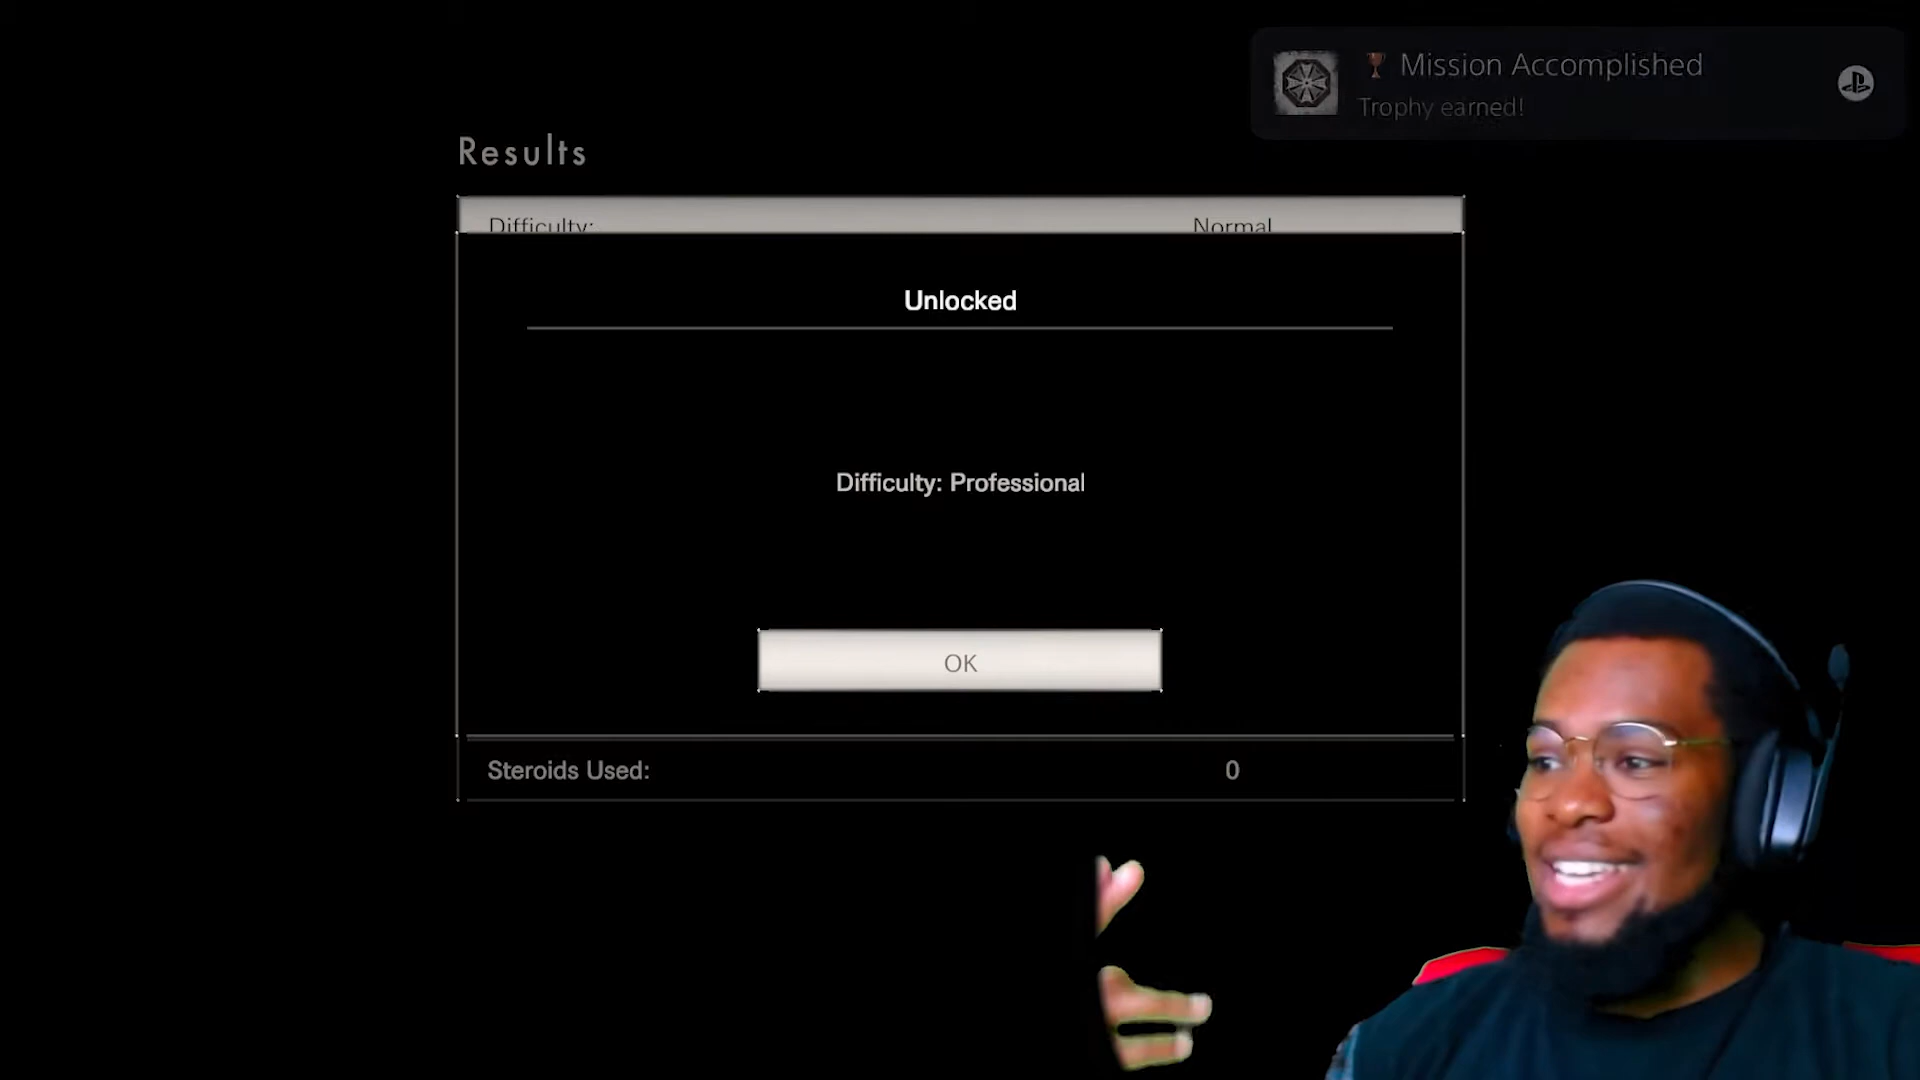 Mission Accomplished
Trophy earned!
Results
Difficulty: Normal
Unlocked
Difficulty: Professional
OK
Steroids Used: 0